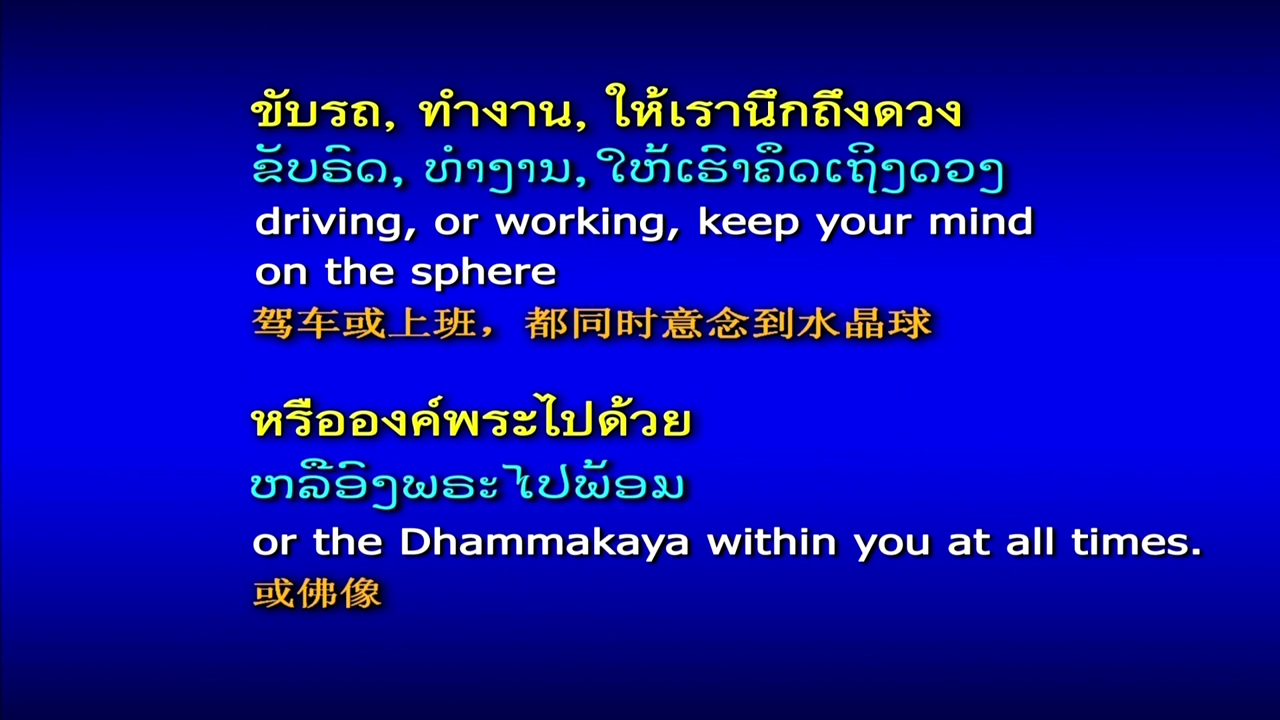 ขับรถ, ทำงาน, ให้เรานึกถึงดวง
ຂັບຣົດ, ທຳງານ, ໃຫ້ເຮົາຄຶດເຖິງດວງ
driving, or working, keep your mind
on the sphere
驾车或上班，都同时意念到水晶球
หรือองค์พระไปด้วย
ຫລືອົງພຣະໄປພ້ອມ
or the Dhammakaya within you at all times.
或佛像